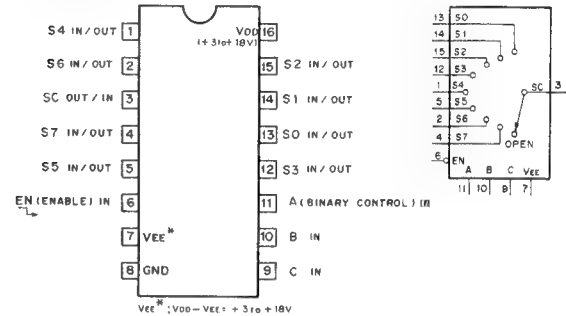 S4 IN/OUT 1
S6 IN/OUT 2
SC OUT/IN 3
S7 IN/OUT 4
S5 IN/OUT 5
EN (ENABLE) IN 6
7 VEE*
8 GND
VDD 16
(+3 to +18V)
15 S2 IN/OUT
14 S1 IN/OUT
13 S0 IN/OUT
12 S3 IN/OUT
11 A (BINARY CONTROL) IN
10 B IN
9 C IN
VEE*; VDD-VEE = +3 to +18V
13 S0
14 S1
15 S2
12 S3
1 S4
5 S5
2 S6
4 S7
SC 3
OPEN
6 EN
A B C VEE
11 10 9 7